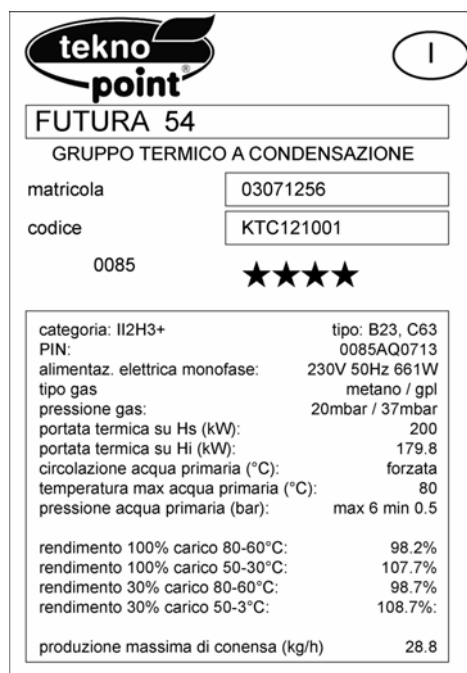 tekno
point®
I
FUTURA 54
GRUPPO TERMICO A CONDENSAZIONE
matricola 03071256
codice KTC121001
0085 ★★★★
categoria: II2H3+ tipo: B23, C63
PIN: 0085AQ0713
alimentaz. elettrica monofase: 230V 50Hz 661W
tipo gas metano / gpl
pressione gas: 20mbar / 37mbar
portata termica su Hs (kW): 200
portata termica su Hi (kW): 179.8
circolazione acqua primaria (°C): forzata
temperatura max acqua primaria (°C): 80
pressione acqua primaria (bar): max 6 min 0.5
rendimento 100% carico 80-60°C: 98.2%
rendimento 100% carico 50-30°C: 107.7%
rendimento 30% carico 80-60°C: 98.7%
rendimento 30% carico 50-3°C: 108.7%:
produzione massima di conensa (kg/h) 28.8